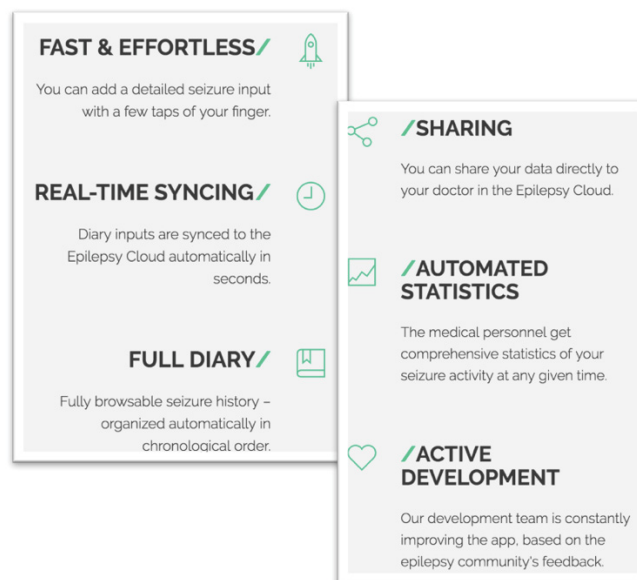 FAST & EFFORTLESS/
You can add a detailed seizure input
with a few taps of your finger.
REAL-TIME SYNCING/
Diary inputs are synced to the
Epilepsy Cloud automatically in
seconds.
FULL DIARY/
Fully browsable seizure history –
organized automatically in
chronological order.
/SHARING
You can share your data directly to
your doctor in the Epilepsy Cloud.
/AUTOMATED
STATISTICS
The medical personnel get
comprehensive statistics of your
seizure activity at any given time.
/ACTIVE
DEVELOPMENT
Our development team is constantly
improving the app, based on the
epilepsy community's feedback.